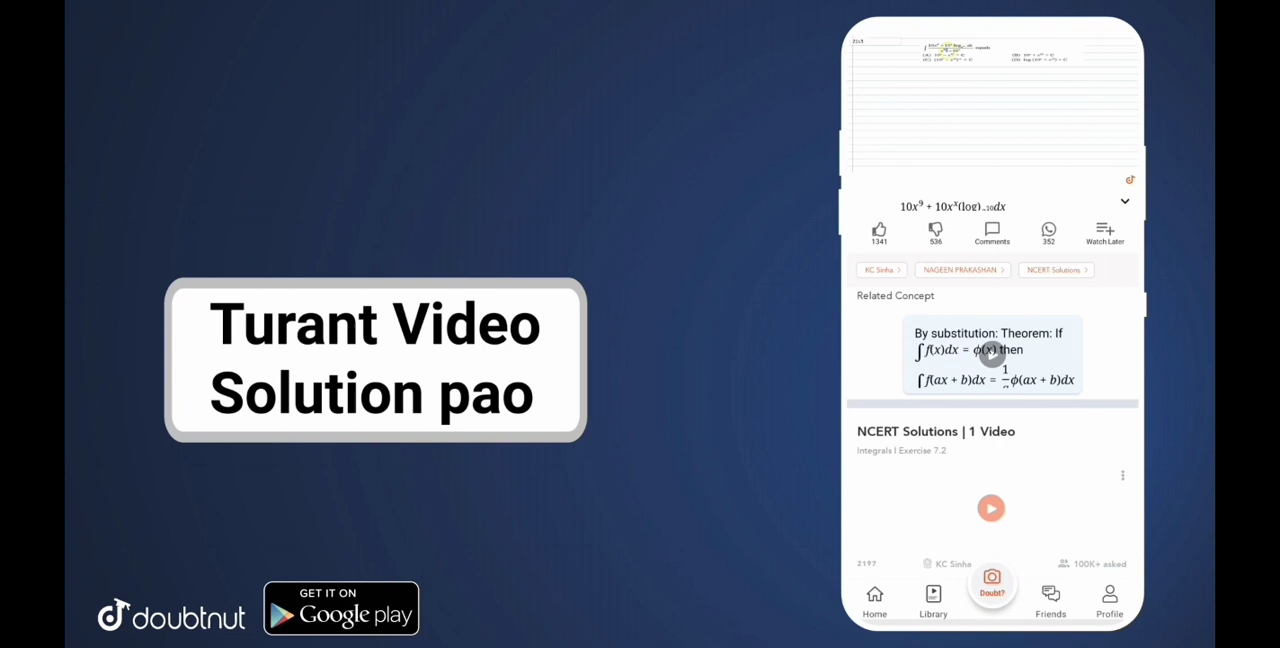 Turant Video
Solution pao
doubtnut
GET IT ON
Google play
equals
10x⁹ + 10xˣ(log)₋₁₀dx
1341
536
Comments
352
Watch Later
KC Sinha >
NAGEEN PRAKASHAN >
NCERT Solutions >
Related Concept
By substitution: Theorem: If
∫ f(x)dx = ϕ(x) then
∫ f(ax + b)dx = 1/a ϕ(ax + b)dx
NCERT Solutions | 1 Video
Integrals | Exercise 7.2
2197
KC Sinha
100K+ asked
Doubt?
Home
Library
Friends
Profile